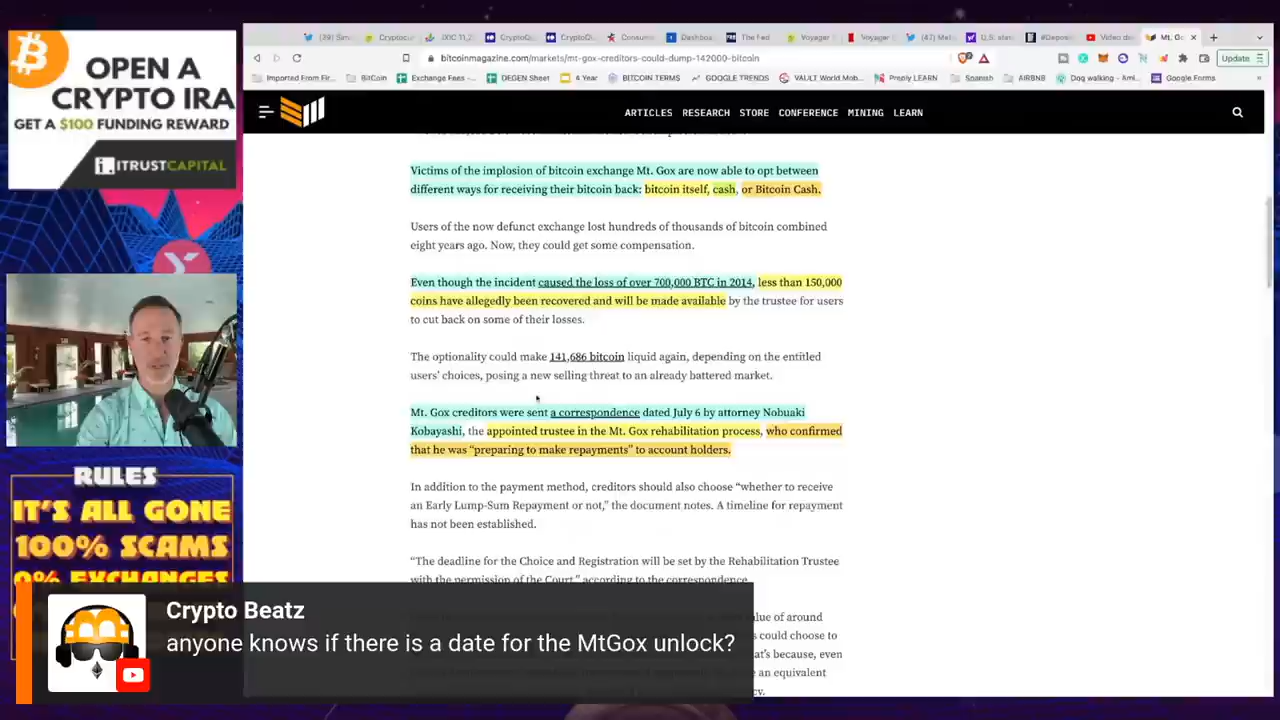 OPEN A
CRYPTO IRA
GET A $100 FUNDING REWARD
ITRUSTCAPITAL
RULES
IT'S ALL GONE
100% SCAMS
0% EXCHANGES
Consum
Dashboa
The Fed
Voyager
Voyager
U.S. stern
#Deposi
Video de
Mt. Go
bitcoinmagazine.com/markets/mt-gox-creditors-could-dump-142000-bitcoin
Update
Imported From Fir...
BitCoin
Exchange Fees -...
DEGEN Sheet
4 Year
BITCOIN TERMS
GOOGLE TRENDS
VAULT World Mob...
Preply LEARN
Spanish
AIRBNB
Dog walking - Aml...
Google Forms
ARTICLES RESEARCH STORE CONFERENCE MINING LEARN
Victims of the implosion of bitcoin exchange Mt. Gox are now able to opt between
different ways for receiving their bitcoin back: bitcoin itself, cash, or Bitcoin Cash.
Users of the now defunct exchange lost hundreds of thousands of bitcoin combined
eight years ago. Now, they could get some compensation.
Even though the incident caused the loss of over 700,000 BTC in 2014, less than 150,000
coins have allegedly been recovered and will be made available by the trustee for users
to cut back on some of their losses.
The optionality could make 141,686 bitcoin liquid again, depending on the entitled
users' choices, posing a new selling threat to an already battered market.
Mt. Gox creditors were sent a correspondence dated July 6 by attorney Nobuaki
Kobayashi, the appointed trustee in the Mt. Gox rehabilitation process, who confirmed
that he was “preparing to make repayments” to account holders.
In addition to the payment method, creditors should also choose “whether to receive
an Early Lump-Sum Repayment or not,” the document notes. A timeline for repayment
has not been established.
“The deadline for the Choice and Registration will be set by the Rehabilitation Trustee
with the permission of the Court,” according to the correspondence.
value of around
could choose to
because, even
an equivalent
Crypto Beatz
anyone knows if there is a date for the MtGox unlock?